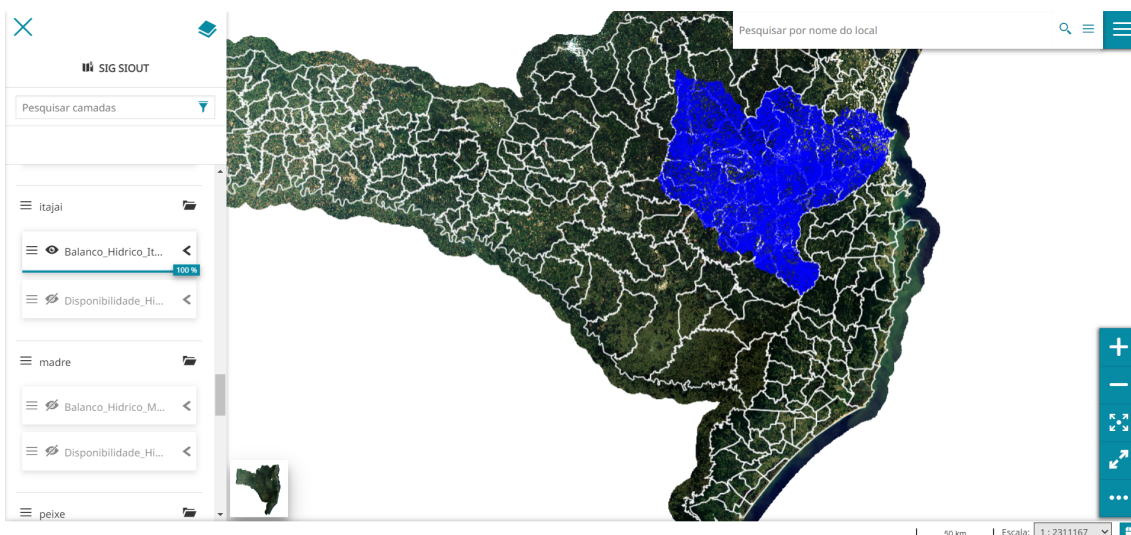 SIG SIOUT
Pesquisar camadas
itajai
Balanco_Hidrico_It...
100 %
Disponibilidade_Hi...
madre
Balanco_Hidrico_M...
Disponibilidade_Hi...
peixe
Pesquisar por nome do local
50 km
Escala: 1 : 2311167